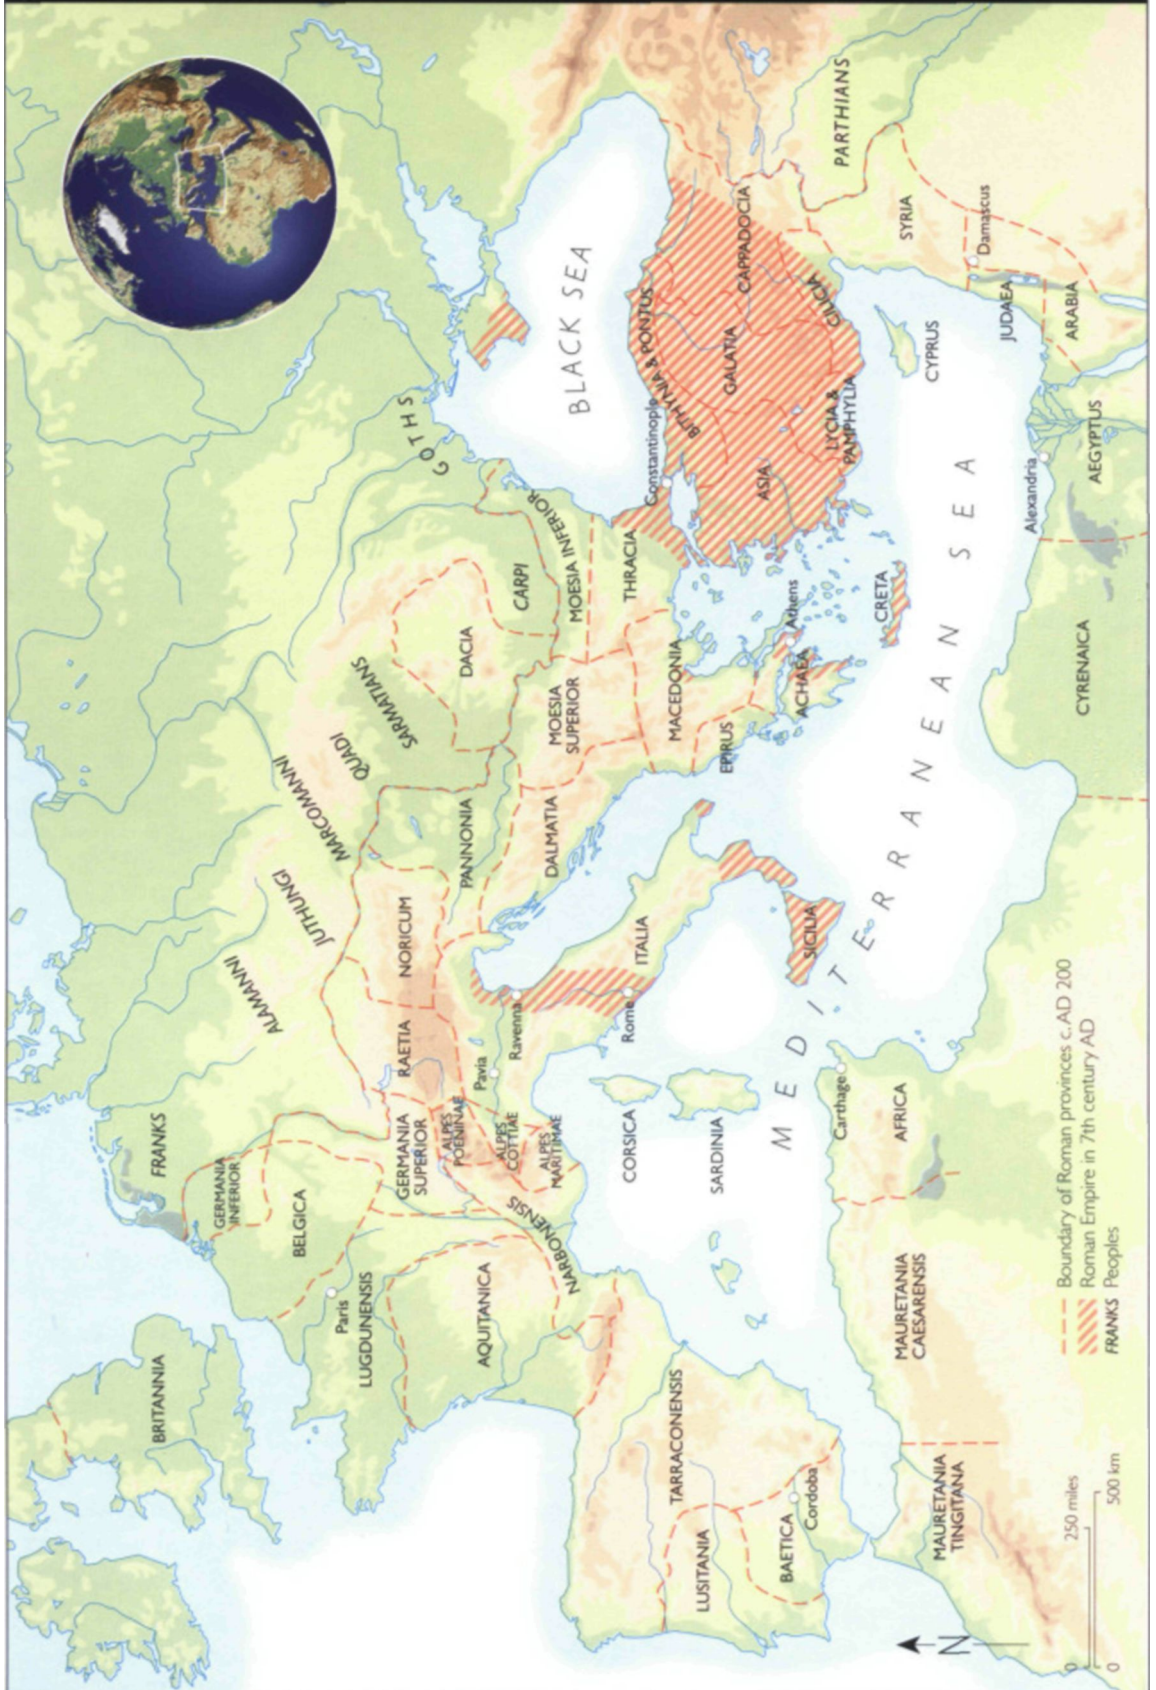 BRITANNIA
FRANKS
GERMANIA
INFERIOR
BELGICA
Paris
LUGDUNENSIS
AQUITANICA
NARBONENSIS
GERMANIA
SUPERIOR
ALPES
POENINAE
ALPES
COTTIAE
ALPES
MARITIMAE
ALAMANNI
JUTHUNGI
MARCOMANNI
QUADI
SARMATIANS
GOTHS
RAETIA
NORICUM
PANNONIA
DACIA
CARPI
Pavia
Ravenna
DALMATIA
MOESIA
SUPERIOR
MOESIA INFERIOR
THRACIA
MACEDONIA
EPIRUS
ACHAEA
Athens
CRETA
BLACK SEA
Constantinople
BITHYNIA & PONTUS
GALATIA
CAPPADOCIA
ASIA
LYCIA &
PAMPHYLIA
CILICIA
PARTHIANS
SYRIA
Damascus
CYPRUS
JUDAEA
ARABIA
Alexandria
AEGYPTUS
CYRENAICA
ITALIA
Rome
SICILIA
CORSICA
SARDINIA
MEDITERRANEAN SEA
TARRACONENSIS
LUSITANIA
BAETICA
Cordoba
Carthage
AFRICA
MAURETANIA
CAESARENSIS
MAURETANIA
TINGITANA
N
0 250 miles
0 500 km
Boundary of Roman provinces c.AD 200
Roman Empire in 7th century AD
FRANKS Peoples